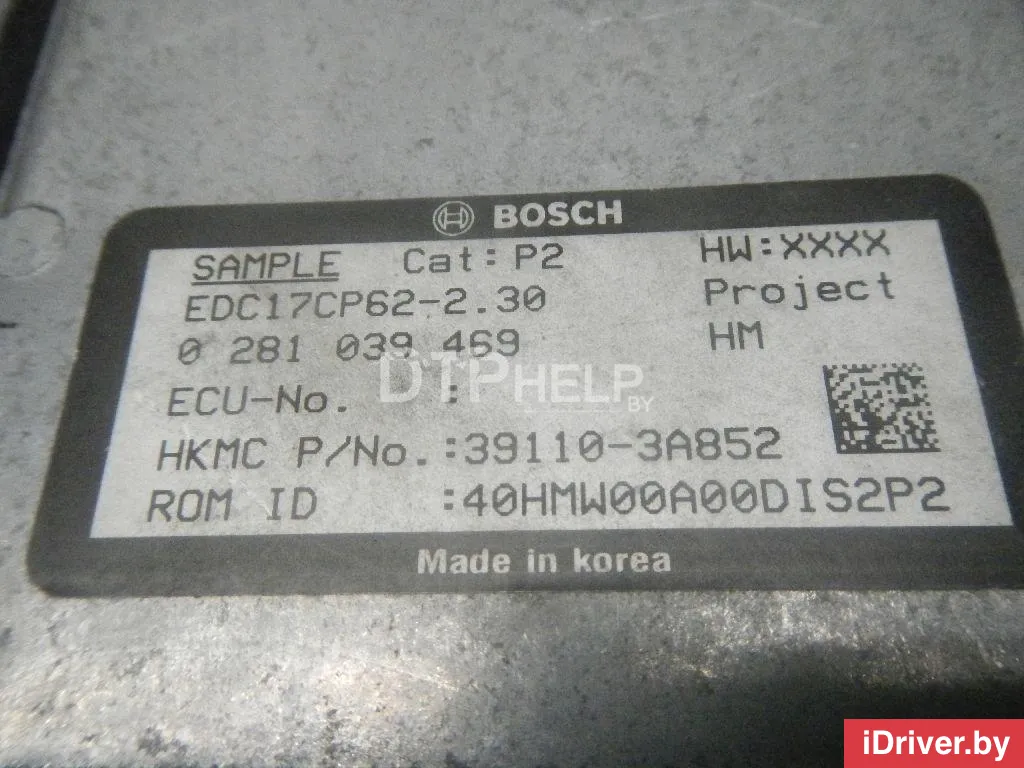 BOSCH
SAMPLE Cat: P2 HW:XXXX
EDC17CP62-2.30 Project
0 281 039 469 HM
ECU-No. :
DTPHELP.BY
HKMC P/No.:39110-3A852
ROM ID :40HMW00A00DIS2P2
Made in korea
iDriver.by